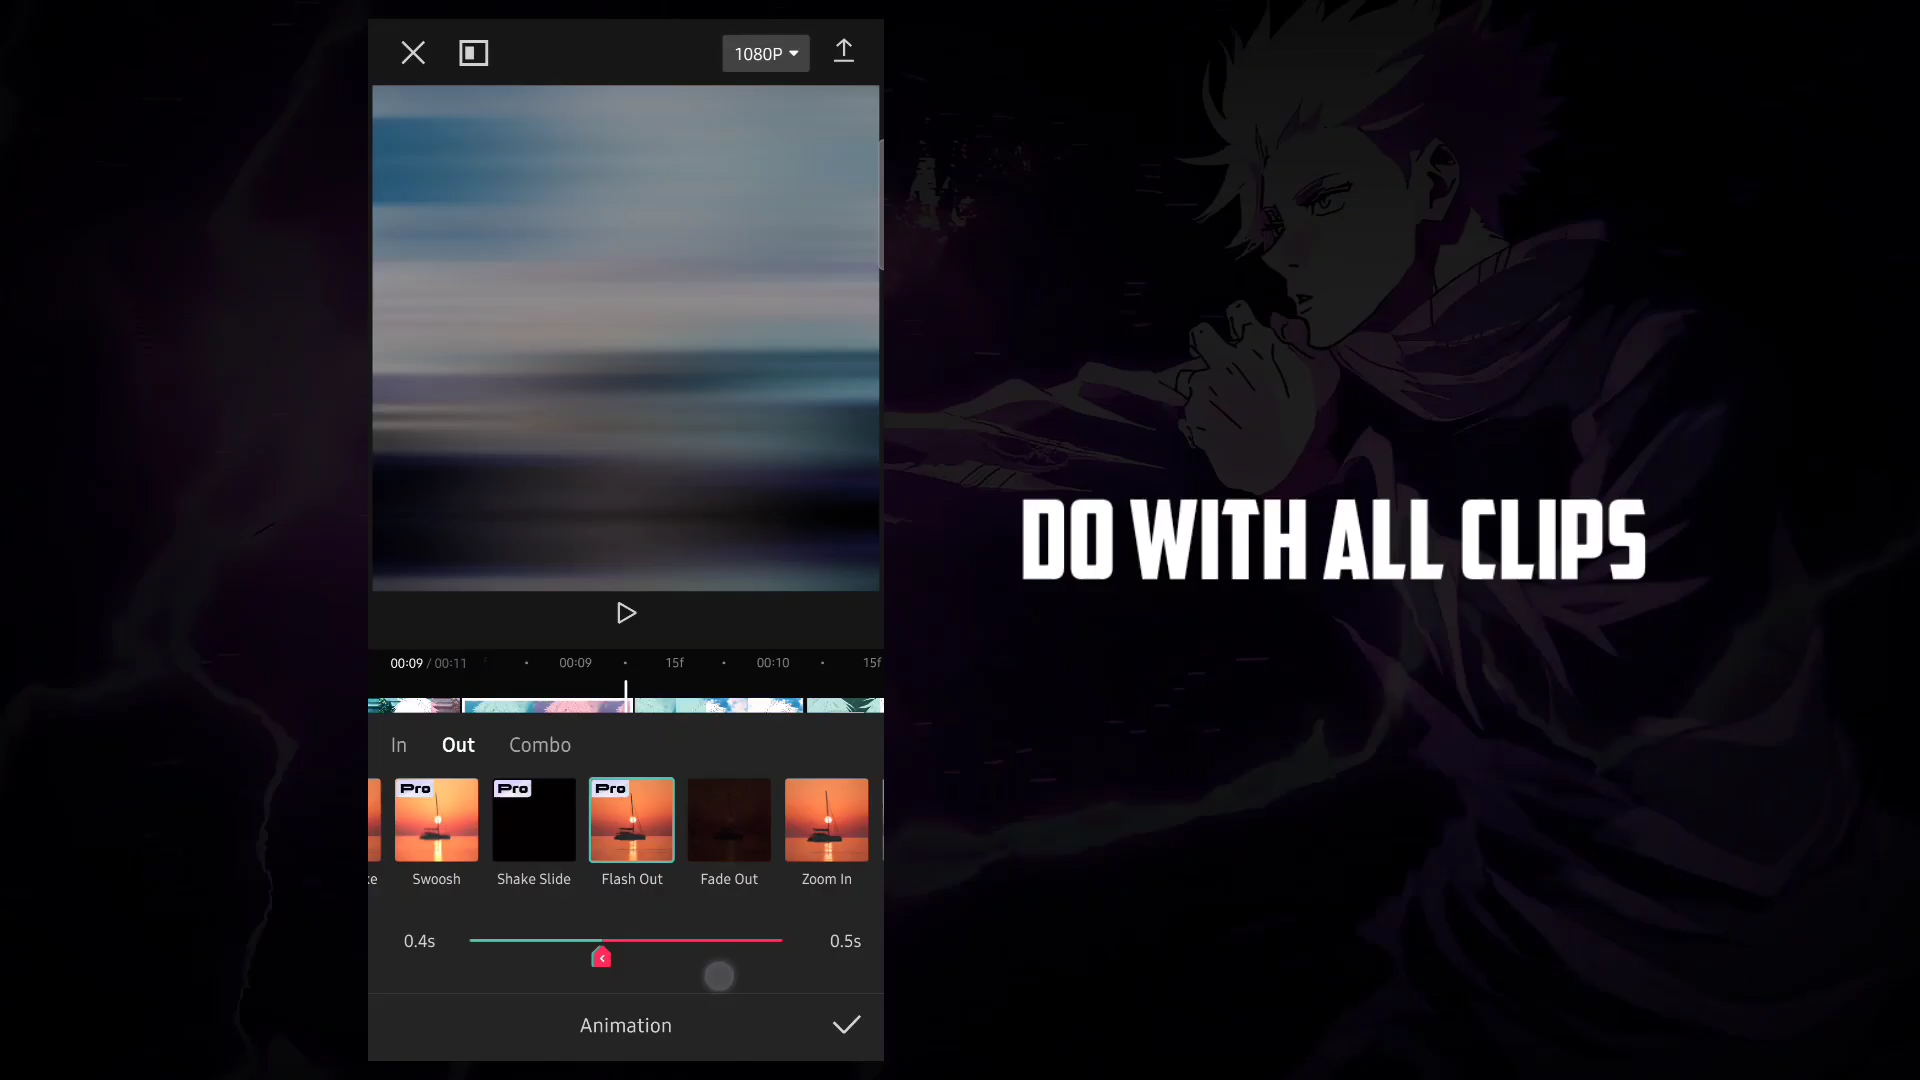 1080P
DO WITH ALL CLIPS
00:09 / 00:11
00:09
15f
00:10
15f
In
Out
Combo
Pro
Pro
Pro
Swoosh
Shake Slide
Flash Out
Fade Out
Zoom In
0.4s
0.5s
Animation